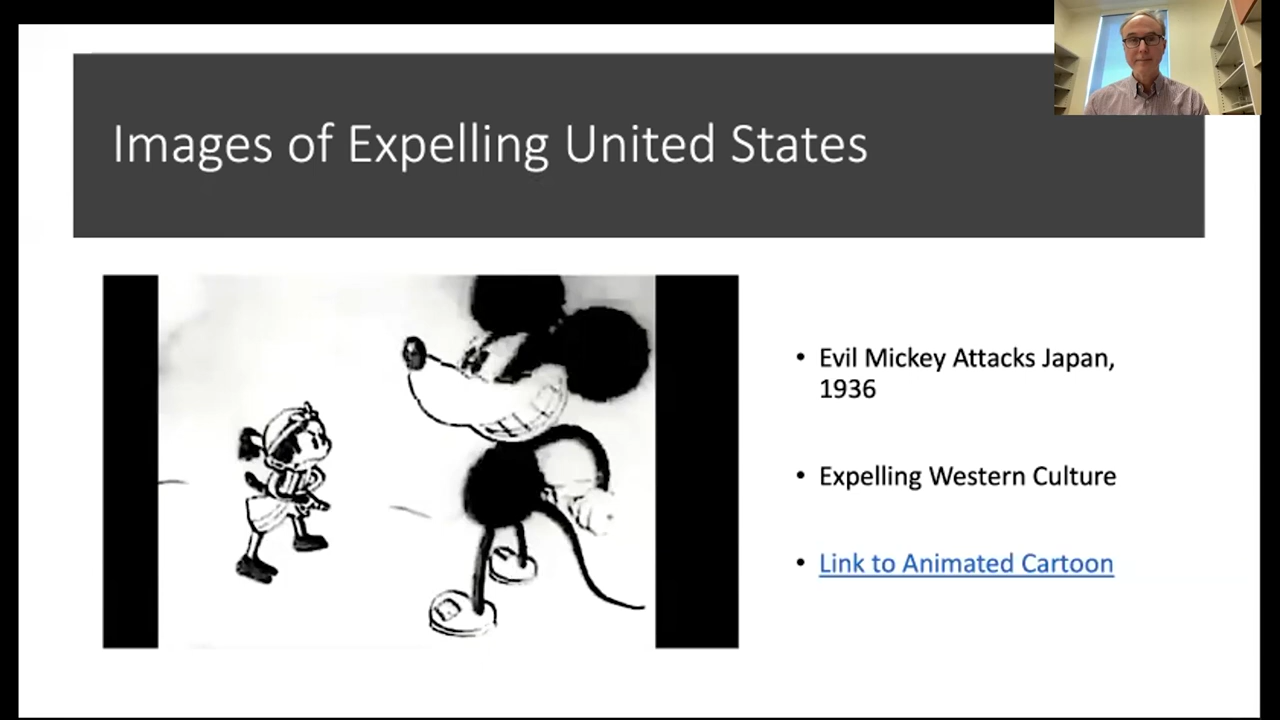 Images of Expelling United States
Evil Mickey Attacks Japan,
1936
Expelling Western Culture
Link to Animated Cartoon